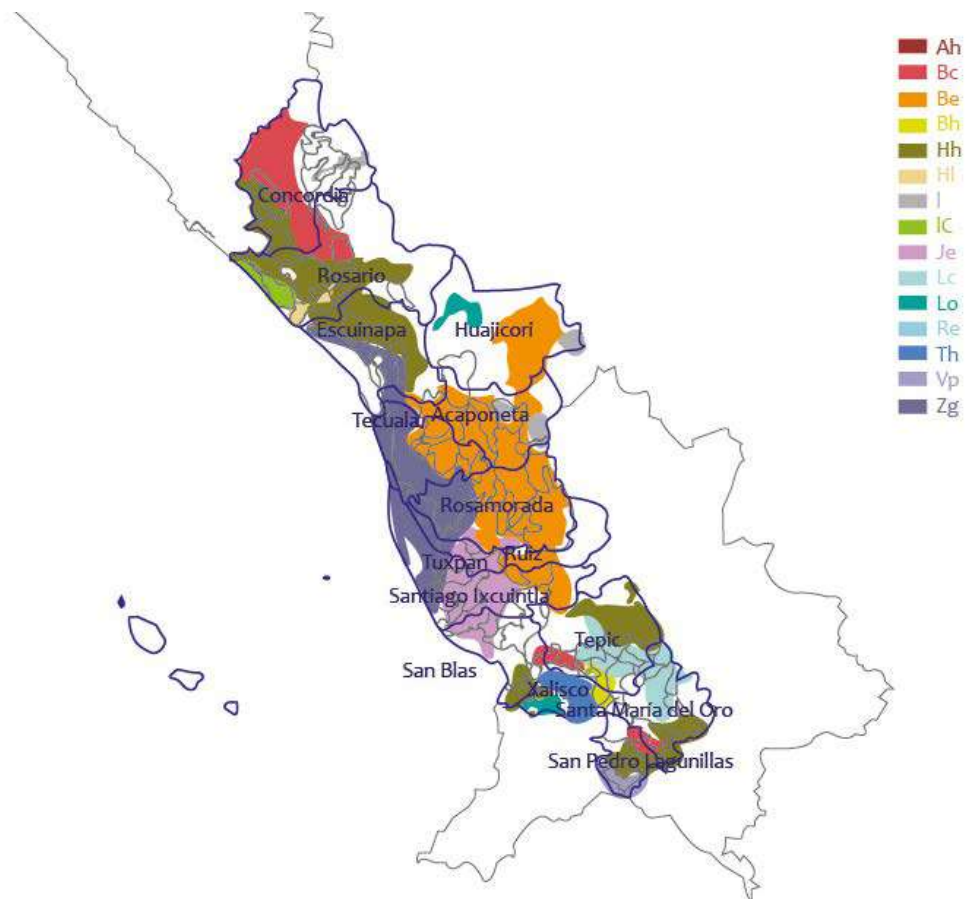 Ah
Bc
Be
Bh
Hh
Hl
I
IC
Je
Lc
Lo
Re
Th
Vp
Zg
Concordia
Rosario
Escuinapa
Huajicori
Acaponeta
Tecuala
Rosamorada
Ruiz
Tuxpan
Santiago Ixcuintla
Tepic
San Blas
Xalisco
Santa María del Oro
San Pedro Lagunillas